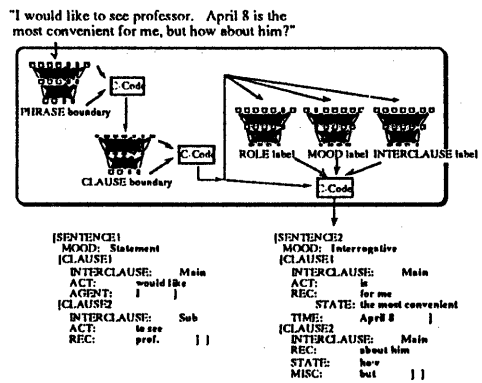 "I would like to see professor. April 8 is the
most convenient for me, but how about him?"
C-Code
PHRASE boundary
C-Code
CLAUSE boundary
ROLE label MOOD label INTERCLAUSE label
C-Code
[SENTENCE1
MOOD: Statement
[CLAUSE1
INTERCLAUSE: Main
ACT: would like
AGENT: I ]
[CLAUSE2
INTERCLAUSE: Sub
ACT: to see
REC: prof. ] ]
[SENTENCE2
MOOD: Interrogative
[CLAUSE1
INTERCLAUSE: Main
ACT: is
REC: for me
STATE: the most convenient
TIME: April 8 ]
[CLAUSE2
INTERCLAUSE: Main
REC: about him
STATE: how
MISC: but ] ]